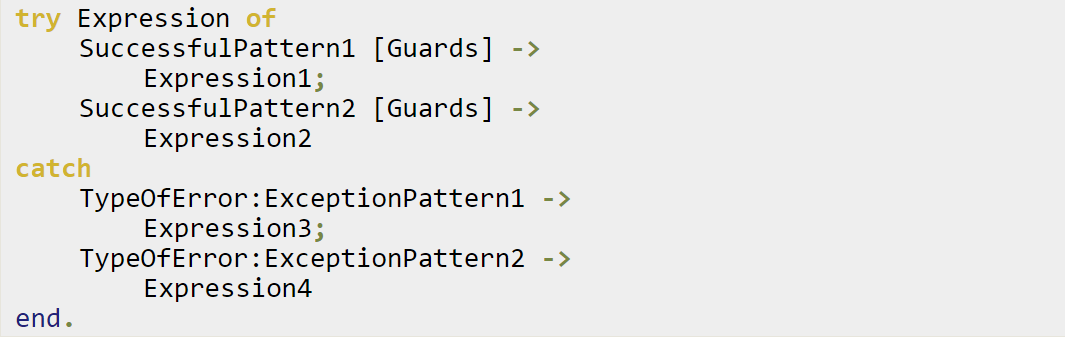 try Expression of
    SuccessfulPattern1 [Guards] ->
        Expression1;
    SuccessfulPattern2 [Guards] ->
        Expression2
catch
    TypeOfError:ExceptionPattern1 ->
        Expression3;
    TypeOfError:ExceptionPattern2 ->
        Expression4
end.